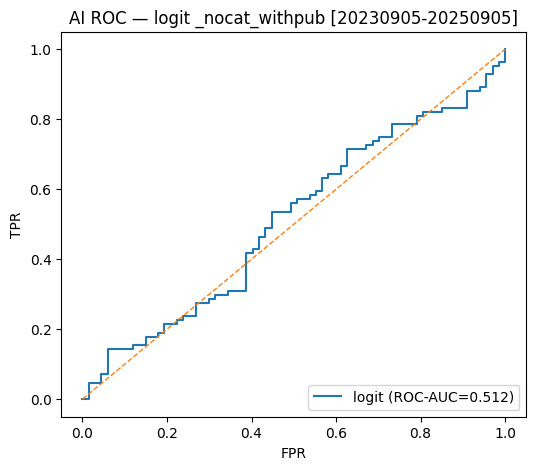 AI ROC — logit _nocat_withpub [20230905-20250905]
1.0
0.8
0.6
0.4
0.2
0.0
TPR
logit (ROC-AUC=0.512)
0.0 0.2 0.4 0.6 0.8 1.0
FPR